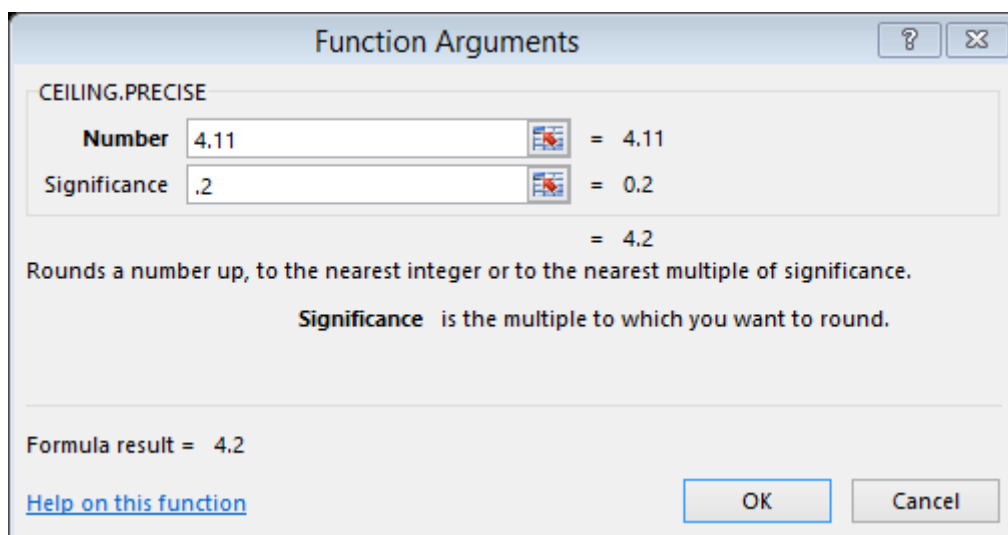 Function Arguments
CEILING.PRECISE
Number 4.11 = 4.11
Significance .2 = 0.2
= 4.2
Rounds a number up, to the nearest integer or to the nearest multiple of significance.
Significance is the multiple to which you want to round.
Formula result = 4.2
Help on this function OK Cancel